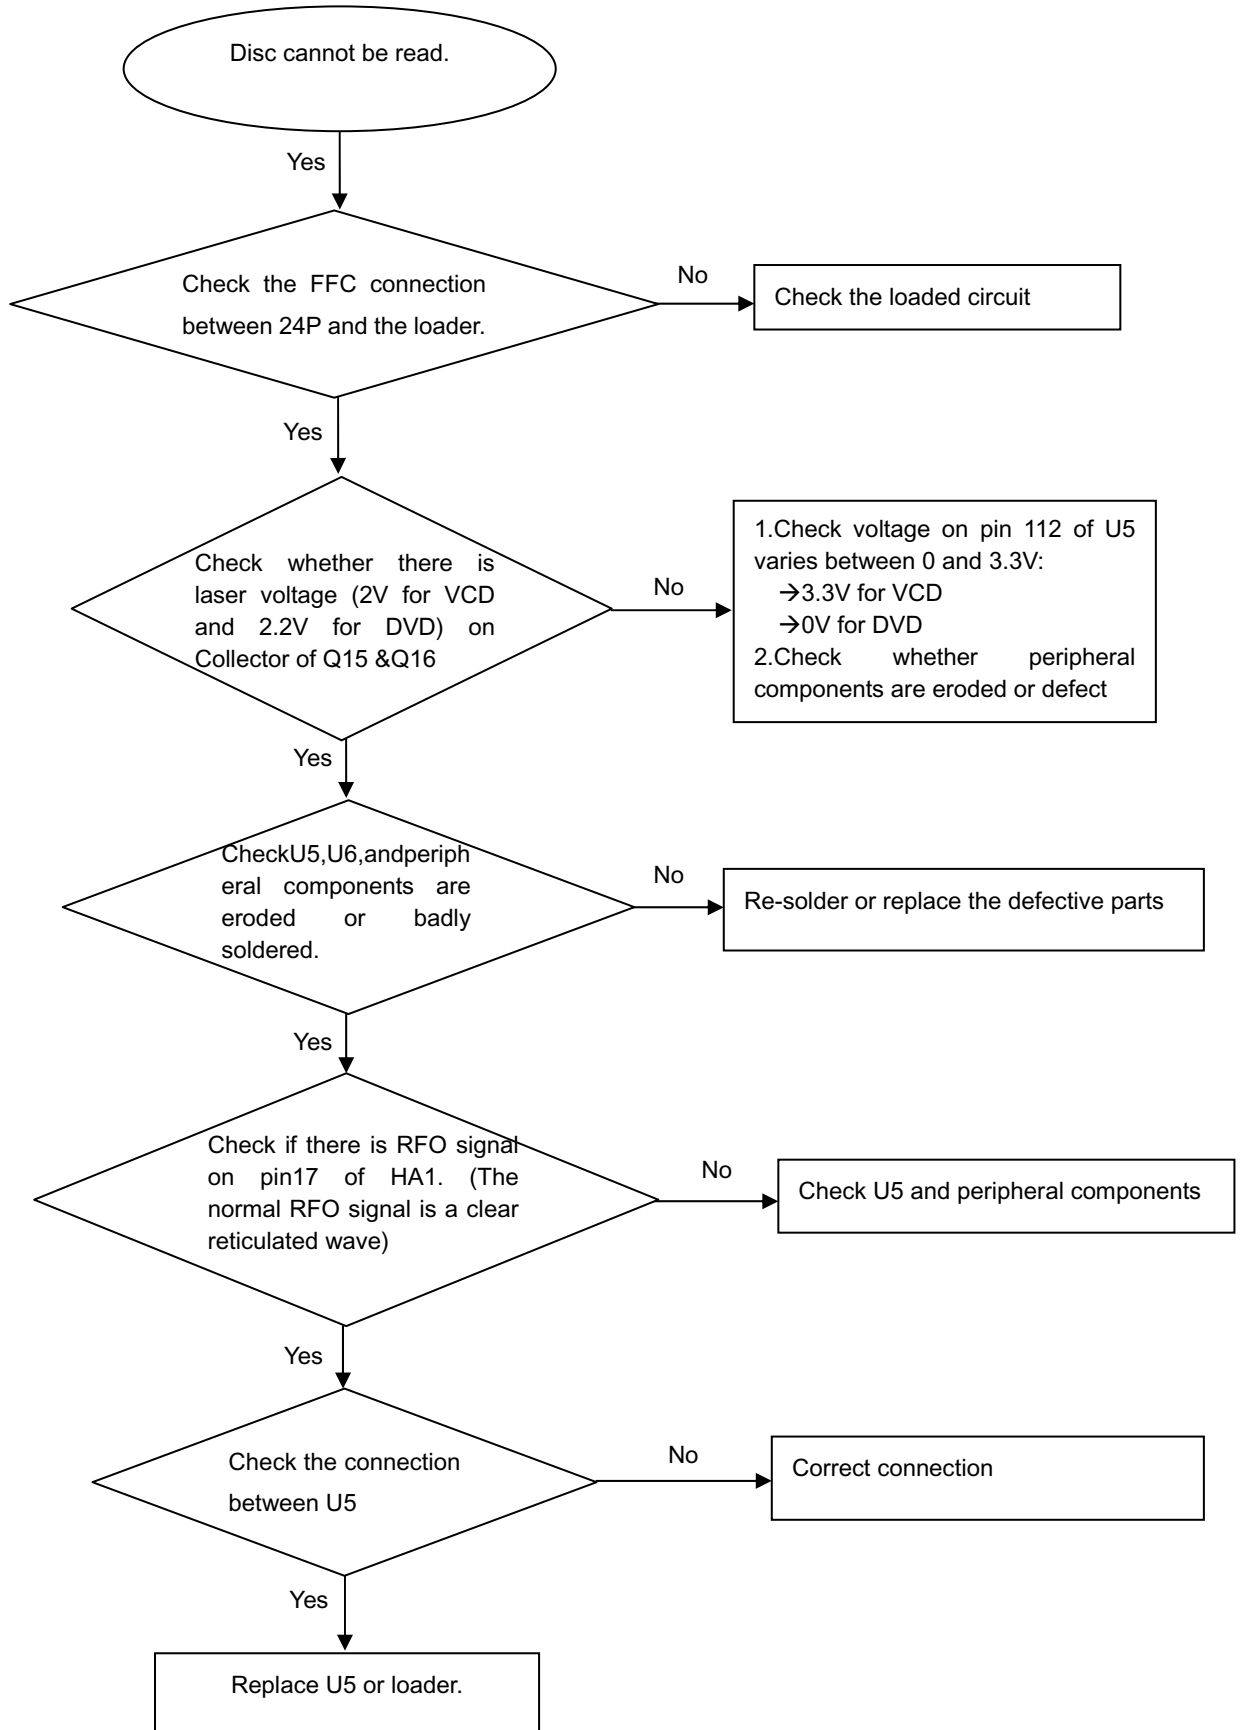 Disc cannot be read.
Yes
Check the FFC connection
between 24P and the loader.
No
Check the loaded circuit
Yes
Check whether there is
laser voltage (2V for VCD
and 2.2V for DVD) on
Collector of Q15 &Q16
No
1.Check voltage on pin 112 of U5
varies between 0 and 3.3V:
→3.3V for VCD
→0V for DVD
2.Check whether peripheral
components are eroded or defect
Yes
CheckU5,U6,andperiph
eral components are
eroded or badly
soldered.
No
Re-solder or replace the defective parts
Yes
Check if there is RFO signal
on pin17 of HA1. (The
normal RFO signal is a clear
reticulated wave)
No
Check U5 and peripheral components
Yes
Check the connection
between U5
No
Correct connection
Yes
Replace U5 or loader.